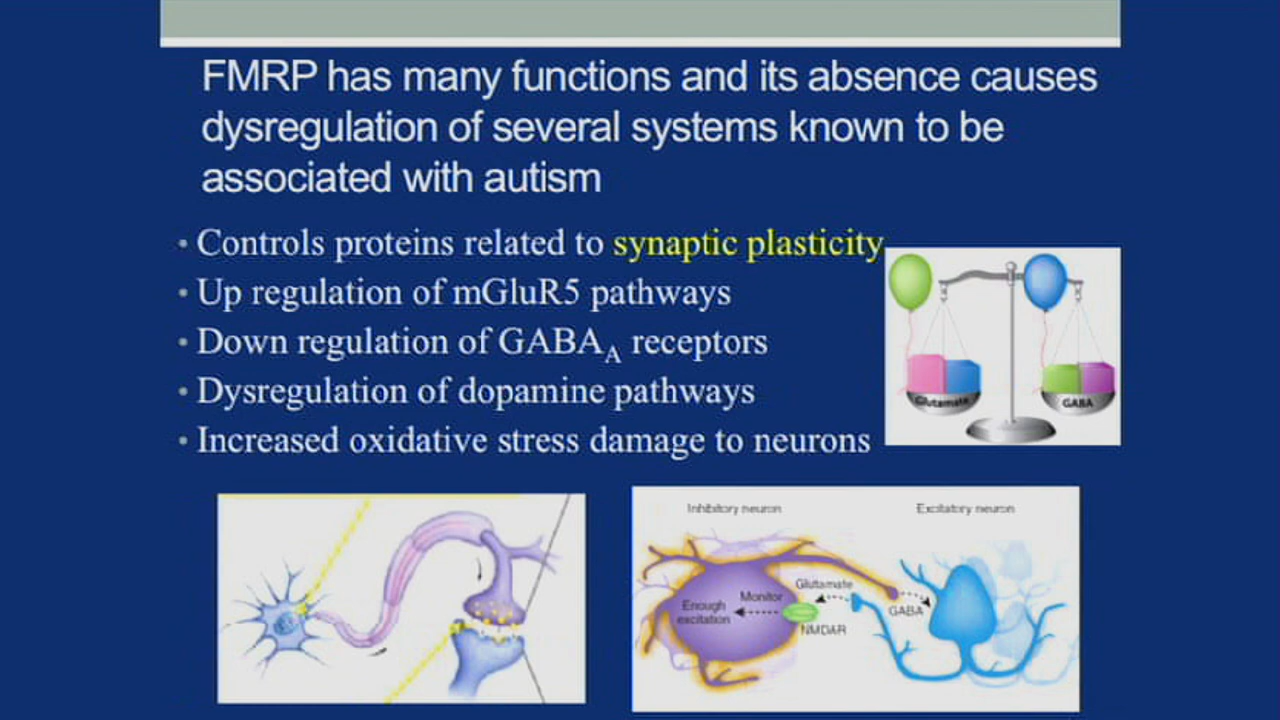 FMRP has many functions and its absence causes
dysregulation of several systems known to be
associated with autism
• Controls proteins related to synaptic plasticity
• Up regulation of mGluR5 pathways
• Down regulation of GABAA receptors
• Dysregulation of dopamine pathways
• Increased oxidative stress damage to neurons
Glutamate
GABA
Inhibitory neuron
Excitatory neuron
Glutamate
Monitor
Enough
excitation
GABA
NMDAR